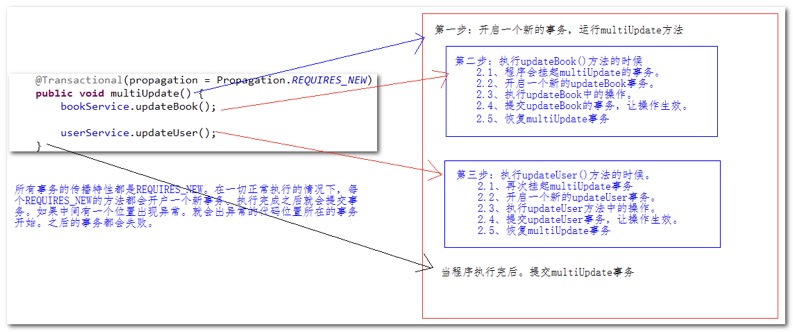 第一步：开启一个新的事务，运行multiUpdate方法
第二步：执行updateBook()方法的时候
2.1、程序会挂起multiUpdate的事务。
2.2、开启一个新的updateBook事务。
2.3、执行updateBook中的操作。
2.4、提交updateBook的事务，让操作生效。
2.5、恢复multiUpdate事务
@Transactional(propagation = Propagation.REQUIRES_NEW)
public void multiUpdate() {
bookService.updateBook();
userService.updateUser();
}
第三步：执行updateUser()方法的时候。
2.1、再次挂起multiUpdate事务
2.2、开启一个新的updateUser事务。
2.3、执行updateUser方法中的操作。
2.4、提交updateUser事务，让操作生效。
2.5、恢复multiUpdate事务
所有事务的传播特性都是REQUIRES_NEW。在一切正常执行的情况下，每
个REQUIRES_NEW的方法都会开户一个新事务。执行完成之后就会提交事
务。如果中间有一个位置出现异常。就会出异常的代码位置所在的事务
开始。之后的事务都会失败。
当程序执行完后。提交multiUpdate事务